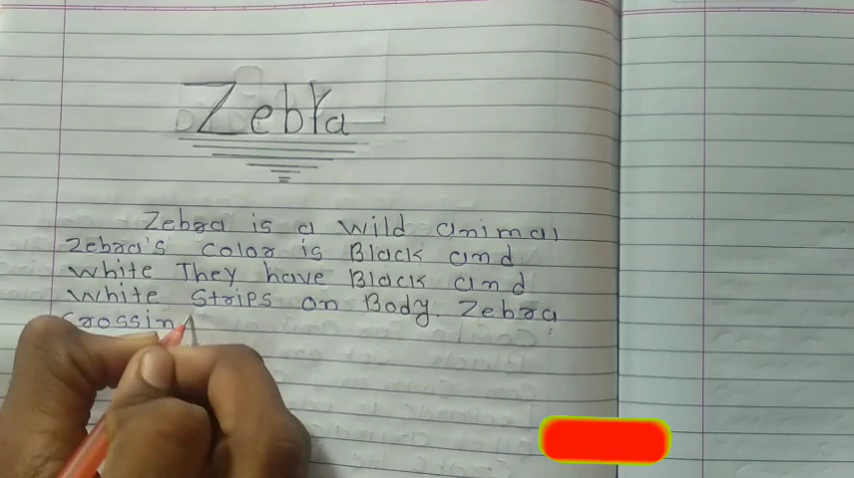 Zebra
Zebra is a wild animal
Zebra's color is Black and
white They have Black and
white Strips on Body. Zebra